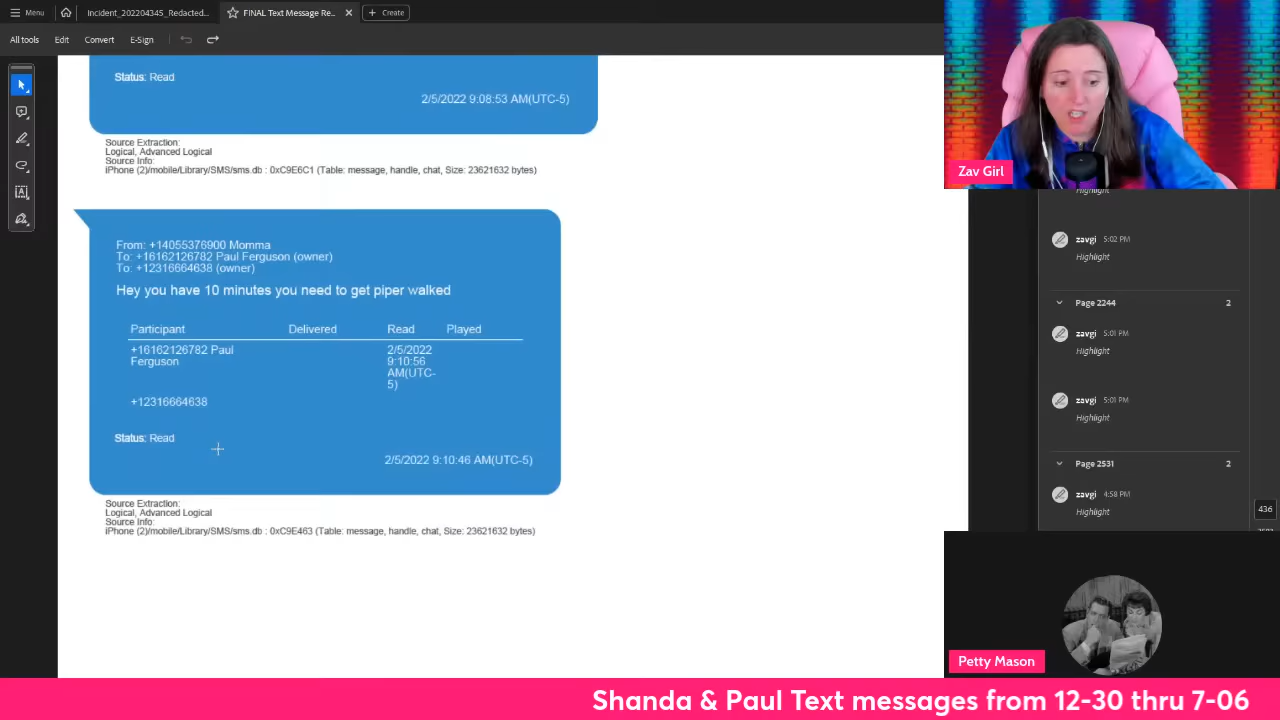 Menu
Incident_202204345_Redacted...
FINAL Text Message Re...
Create
All tools
Edit
Convert
E-Sign
Status: Read
2/5/2022 9:08:53 AM(UTC-5)
Source Extraction:
Logical, Advanced Logical
Source Info:
iPhone (2)/mobile/Library/SMS/sms.db : 0xC9E6C1 (Table: message, handle, chat, Size: 23621632 bytes)
From: +14055376900 Momma
To: +16162126782 Paul Ferguson (owner)
To: +12316664638 (owner)
Hey you have 10 minutes you need to get piper walked
Participant Delivered Read Played
+16162126782 Paul
Ferguson
2/5/2022
9:10:56
AM(UTC-
5)
+12316664638
Status: Read
2/5/2022 9:10:46 AM(UTC-5)
Source Extraction:
Logical, Advanced Logical
Source Info:
iPhone (2)/mobile/Library/SMS/sms.db : 0xC9E463 (Table: message, handle, chat, Size: 23621632 bytes)
Zav Girl
Highlight
zavgi 5:02 PM
Highlight
Page 2244 2
zavgi 5:01 PM
Highlight
zavgi 5:01 PM
Highlight
Page 2531 2
zavgi 4:58 PM
Highlight
436
Petty Mason
Shanda & Paul Text messages from 12-30 thru 7-06